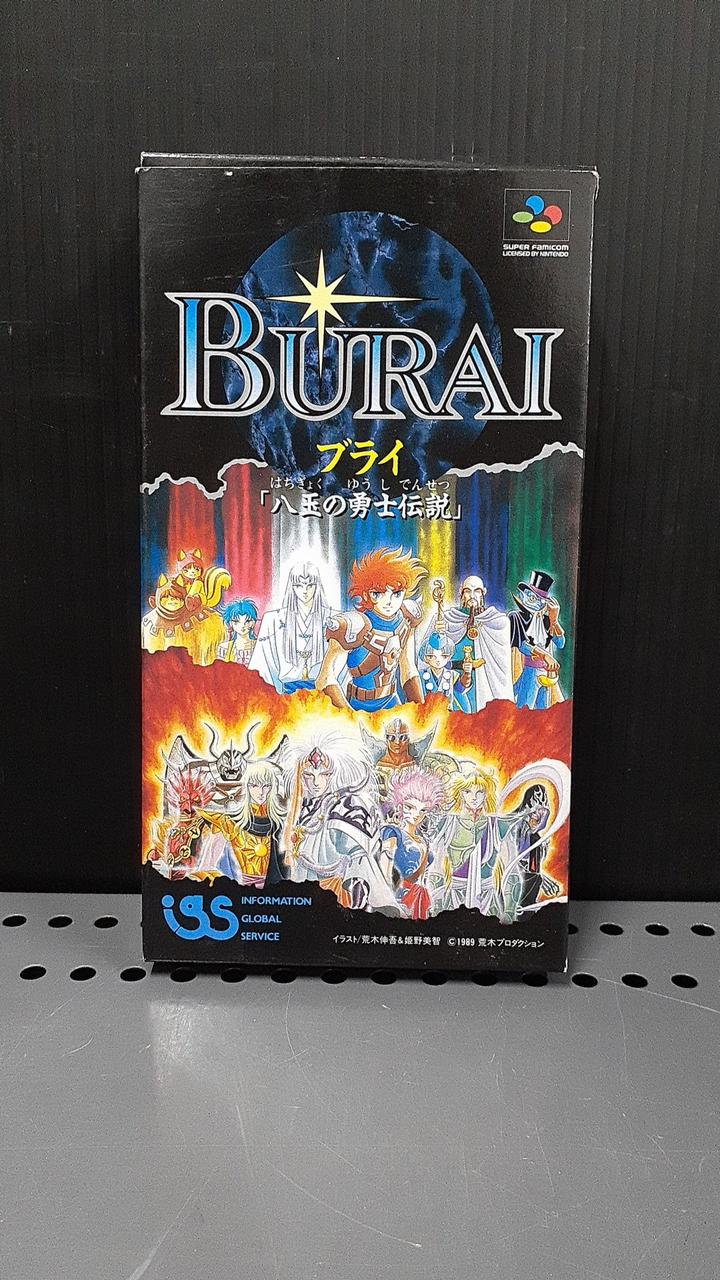 SUPER FAMICOM
LICENSED BY NINTENDO
BURAI
ブライ
はちぎょく ゆうしでんせつ
「八玉の勇士伝説」
igs
INFORMATION
GLOBAL
SERVICE
イラスト/荒木伸吾&姫野美智 ©1989 荒木プロダクション